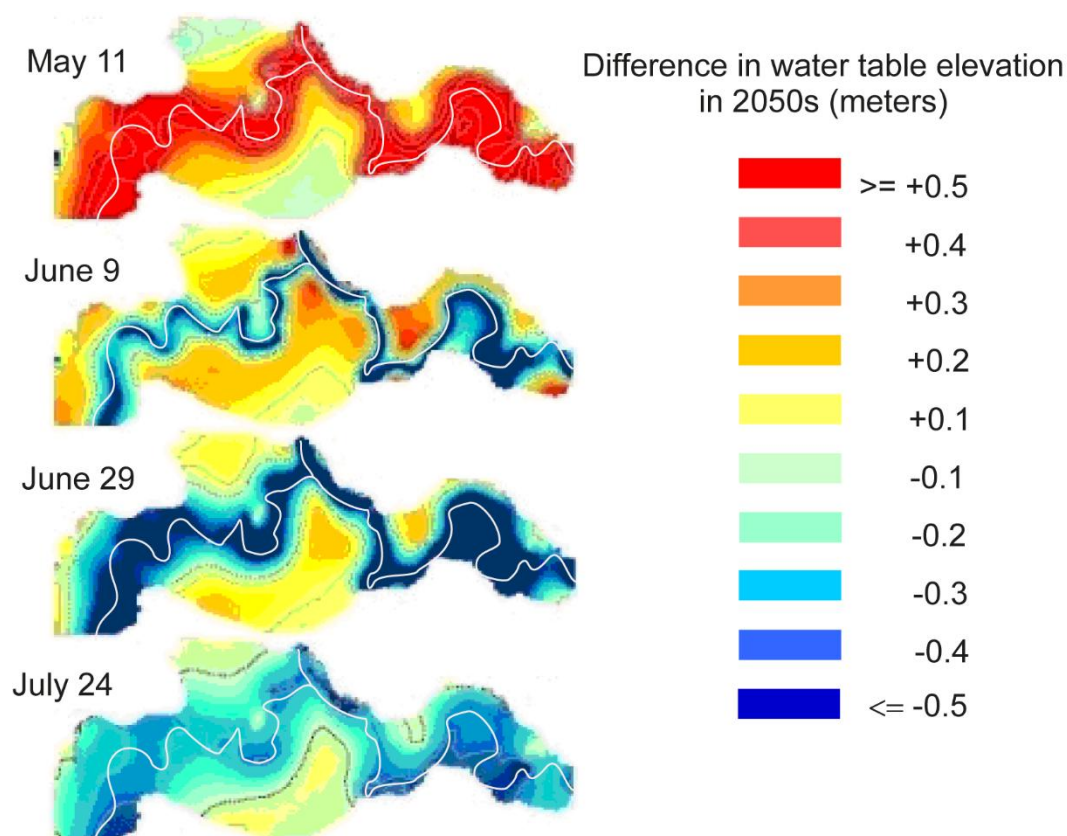 May 11
June 9
June 29
July 24
Difference in water table elevation
in 2050s (meters)
>= +0.5
+0.4
+0.3
+0.2
+0.1
-0.1
-0.2
-0.3
-0.4
<= -0.5